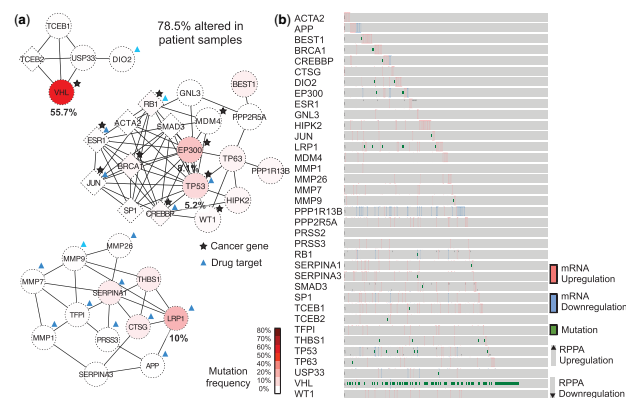 (a)
78.5% altered in
patient samples
TCEB1
TCEB2
USP33
DIO2
VHL
55.7%
BEST1
RB1
GNL3
ACTA2
SMAD3
MDM4
PPP2R5A
ESR1
EP300
8.1%
BRCA1
TP63
PPP1R13B
JUN
TP53
5.2%
HIPK2
SP1
CREBBP
WT1
Cancer gene
Drug target
MMP26
MMP9
MMP7
THBS1
SERPINA1
TFPI
LRP1
10%
CTSG
MMP1
PRSS3
APP
SERPINA3
Mutation
frequency
80%
70%
60%
50%
40%
30%
20%
10%
0%
(b)
ACTA2
APP
BEST1
BRCA1
CREBBP
CTSG
DIO2
EP300
ESR1
GNL3
HIPK2
JUN
LRP1
MDM4
MMP1
MMP26
MMP7
MMP9
PPP1R13B
PPP2R5A
PRSS2
PRSS3
RB1
SERPINA1
SERPINA3
SMAD3
SP1
TCEB1
TCEB2
TFPI
THBS1
TP53
TP63
USP33
VHL
WT1
mRNA
Upregulation
mRNA
Downregulation
Mutation
RPPA
Upregulation
RPPA
Downregulation